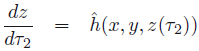 dz/dτ₂ = ĥ(x, y, z(τ₂))